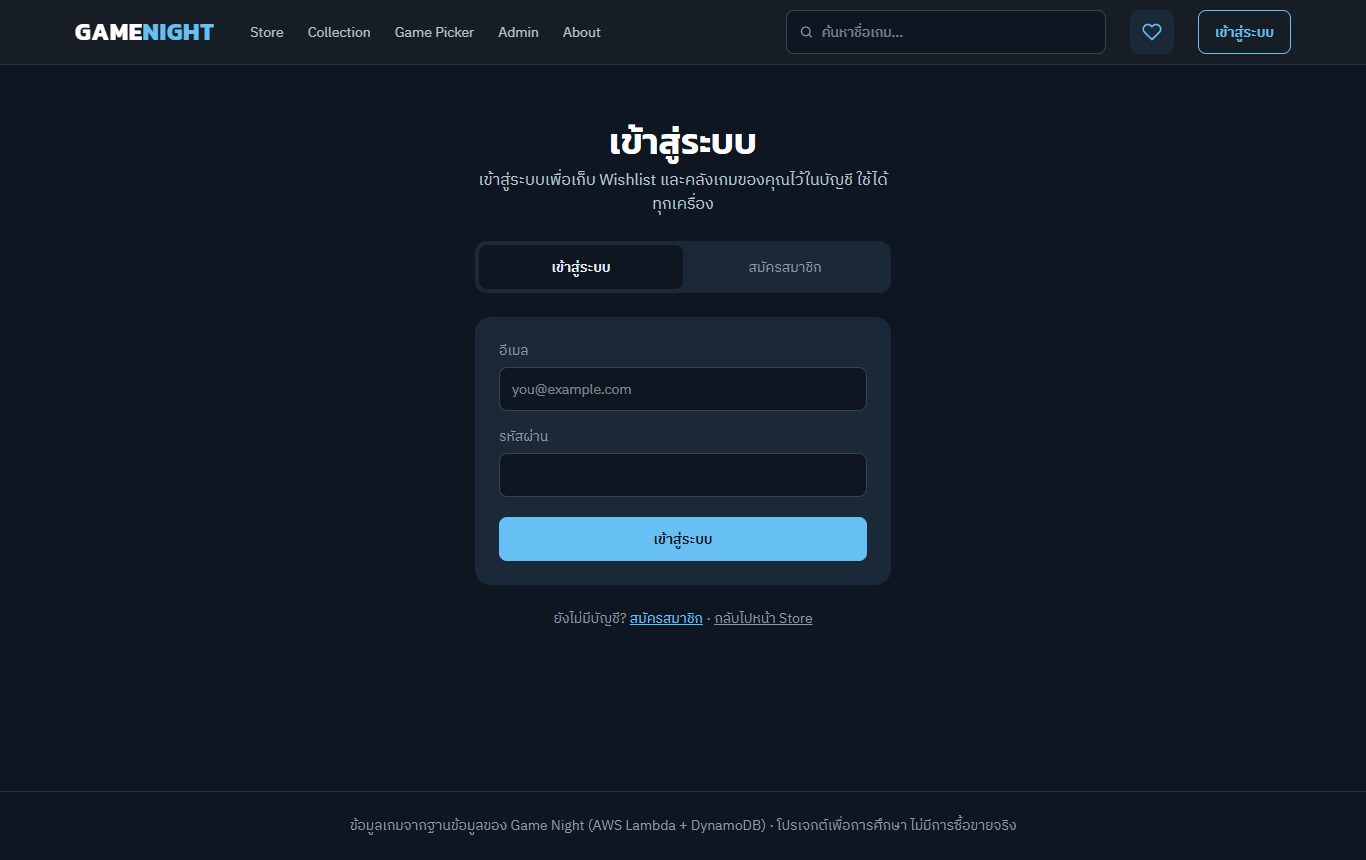 GAMENIGHT
Store
Collection
Game Picker
Admin
About
ค้นหาชื่อเกม...
เข้าสู่ระบบ
เข้าสู่ระบบ
เข้าสู่ระบบเพื่อเก็บ Wishlist และคลังเกมของคุณไว้ในบัญชี ใช้ได้
ทุกเครื่อง
เข้าสู่ระบบ
สมัครสมาชิก
อีเมล
you@example.com
รหัสผ่าน
เข้าสู่ระบบ
ยังไม่มีบัญชี? สมัครสมาชิก · กลับไปหน้า Store
ข้อมูลเกมจากฐานข้อมูลของ Game Night (AWS Lambda + DynamoDB) · โปรเจกต์เพื่อการศึกษา ไม่มีการซื้อขายจริง